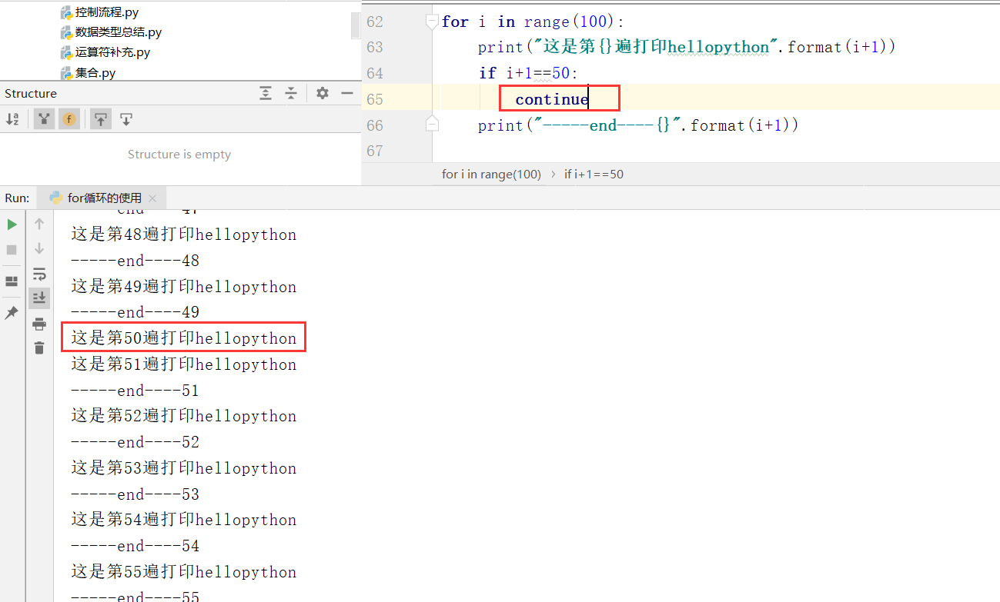 控制流程.py
数据类型总结.py
运算符补充.py
集合.py
Structure
Structure is empty
62 for i in range(100):
63 print("这是第{}遍打印hellopython".format(i+1))
64 if i+1==50:
65 continue
66 print("-----end----{}".format(i+1))
67
for i in range(100) › if i+1==50
Run: for循环的使用
-----end----47
这是第48遍打印hellopython
-----end----48
这是第49遍打印hellopython
-----end----49
这是第50遍打印hellopython
这是第51遍打印hellopython
-----end----51
这是第52遍打印hellopython
-----end----52
这是第53遍打印hellopython
-----end----53
这是第54遍打印hellopython
-----end----54
这是第55遍打印hellopython
-----end----55